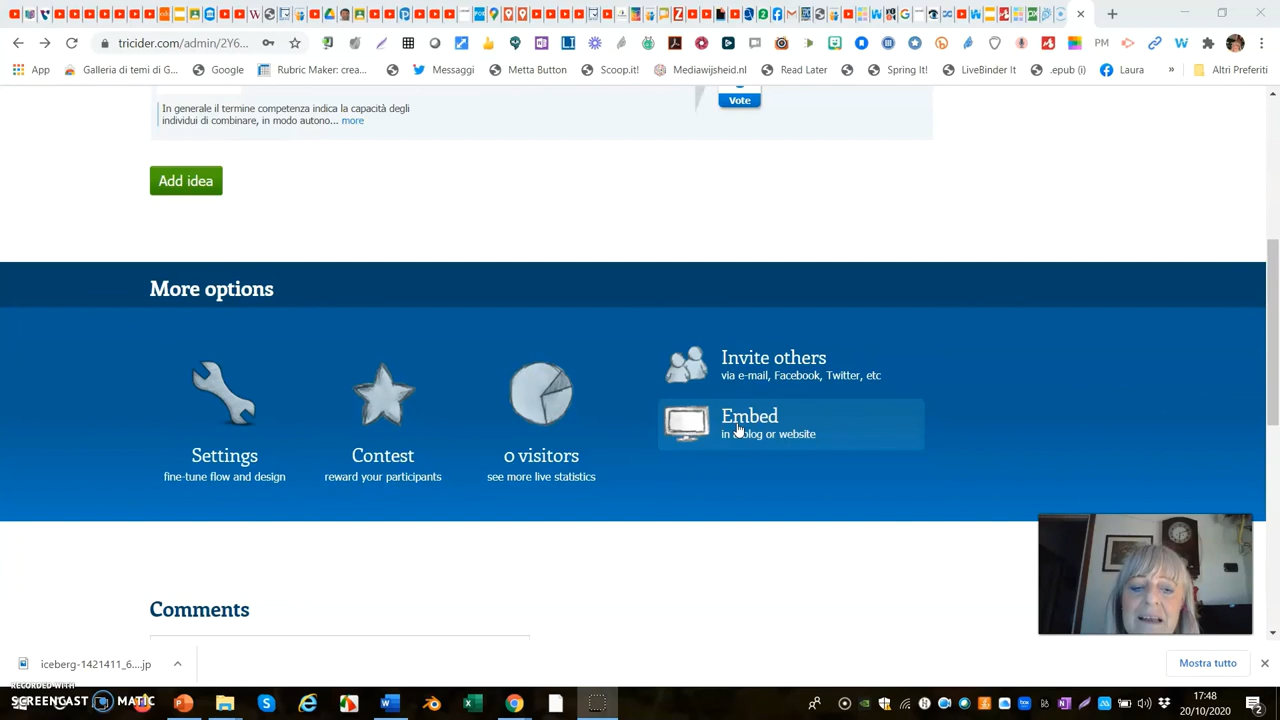 tricider.com/admin/2Y6...
PM
App
Galleria di temi di G...
Google
Rubric Maker: crea...
Messaggi
Metta Button
Scoop.it!
Mediawijsheid.nl
Read Later
Spring It!
LiveBinder It
.epub (i)
Laura
»
Altri Preferiti
In generale il termine competenza indica la capacità degli
individui di combinare, in modo autono... more
Vote
Add idea
More options
Invite others
via e-mail, Facebook, Twitter, etc
Embed
in a blog or website
Settings
fine-tune flow and design
Contest
reward your participants
0 visitors
see more live statistics
Comments
iceberg-1421411_6....jp
Mostra tutto
RECORDED WITH
SCREENCAST MATIC
17:48
20/10/2020